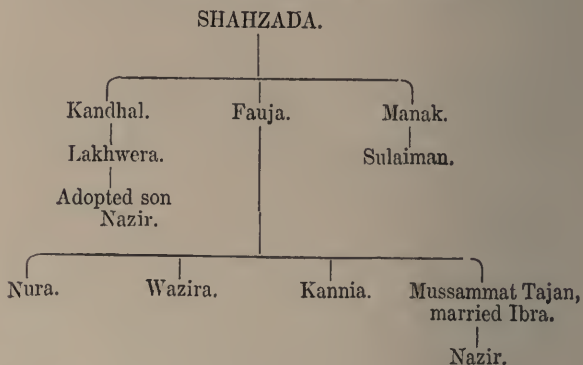 SHAHZADA.
Kandhal. Fauja. Manak.
Lakhwera. Sulaiman.
Adopted son
Nazir.
Nura. Wazira. Kannia. Mussammat Tajan,
married Ibra.
Nazir.